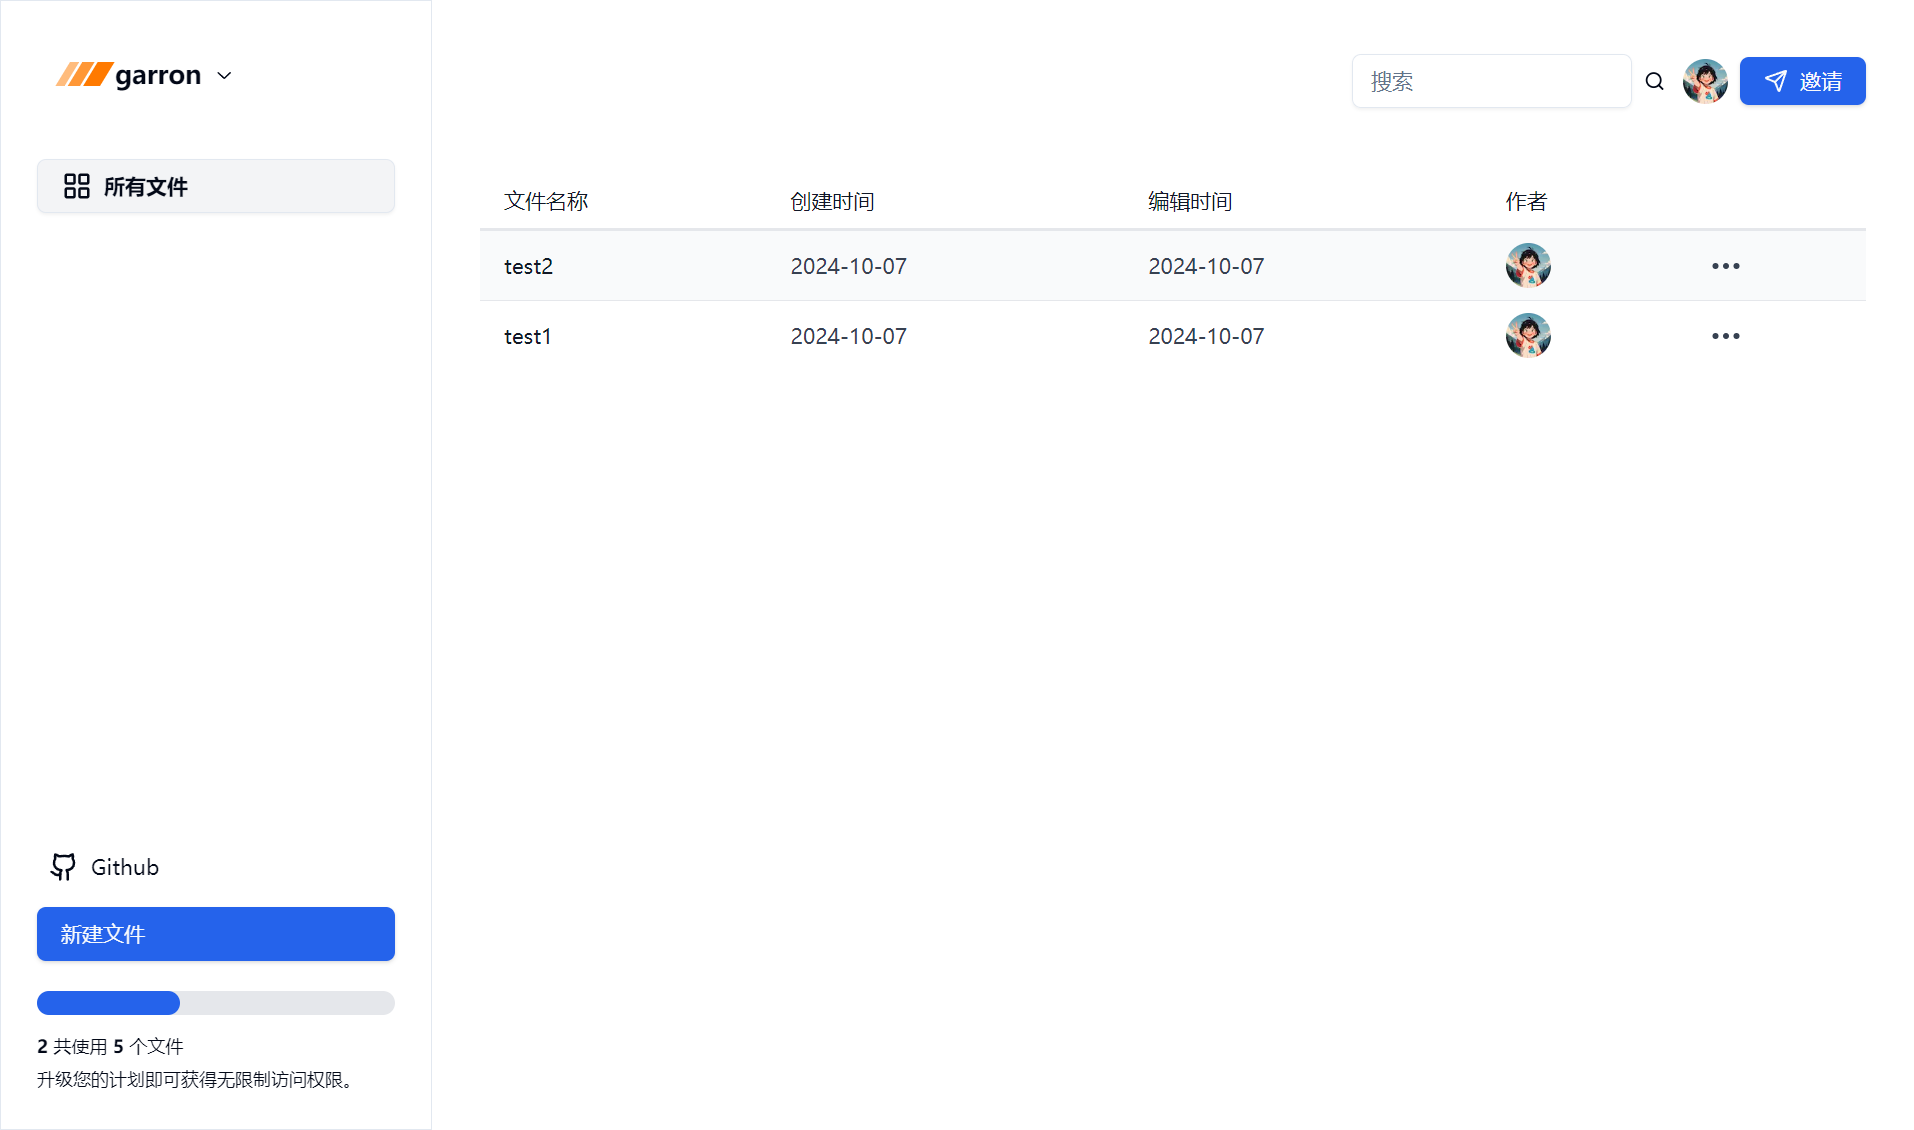 garron
搜索
邀请
所有文件
文件名称 创建时间 编辑时间 作者
test2 2024-10-07 2024-10-07
test1 2024-10-07 2024-10-07
Github
新建文件
2 共使用 5 个文件
升级您的计划即可获得无限制访问权限。